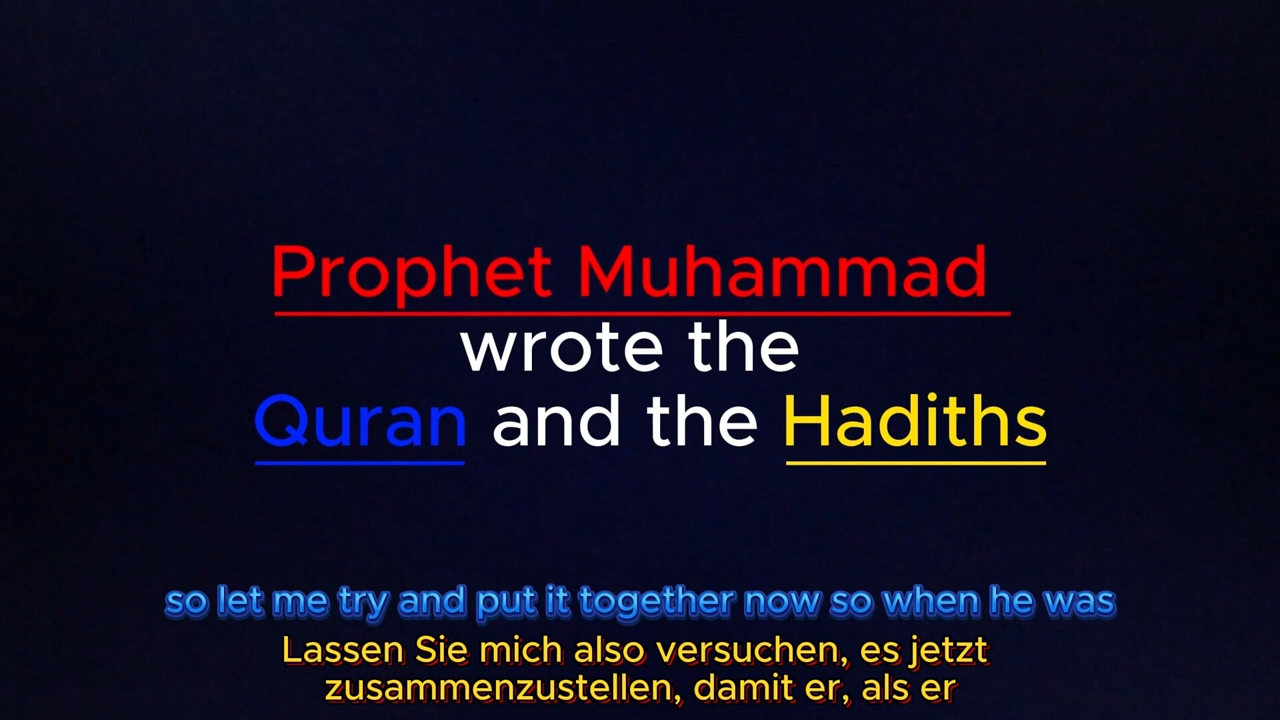 Prophet Muhammad
wrote the
Quran and the Hadiths
so let me try and put it together now so when he was
Lassen Sie mich also versuchen, es jetzt
zusammenzustellen, damit er, als er